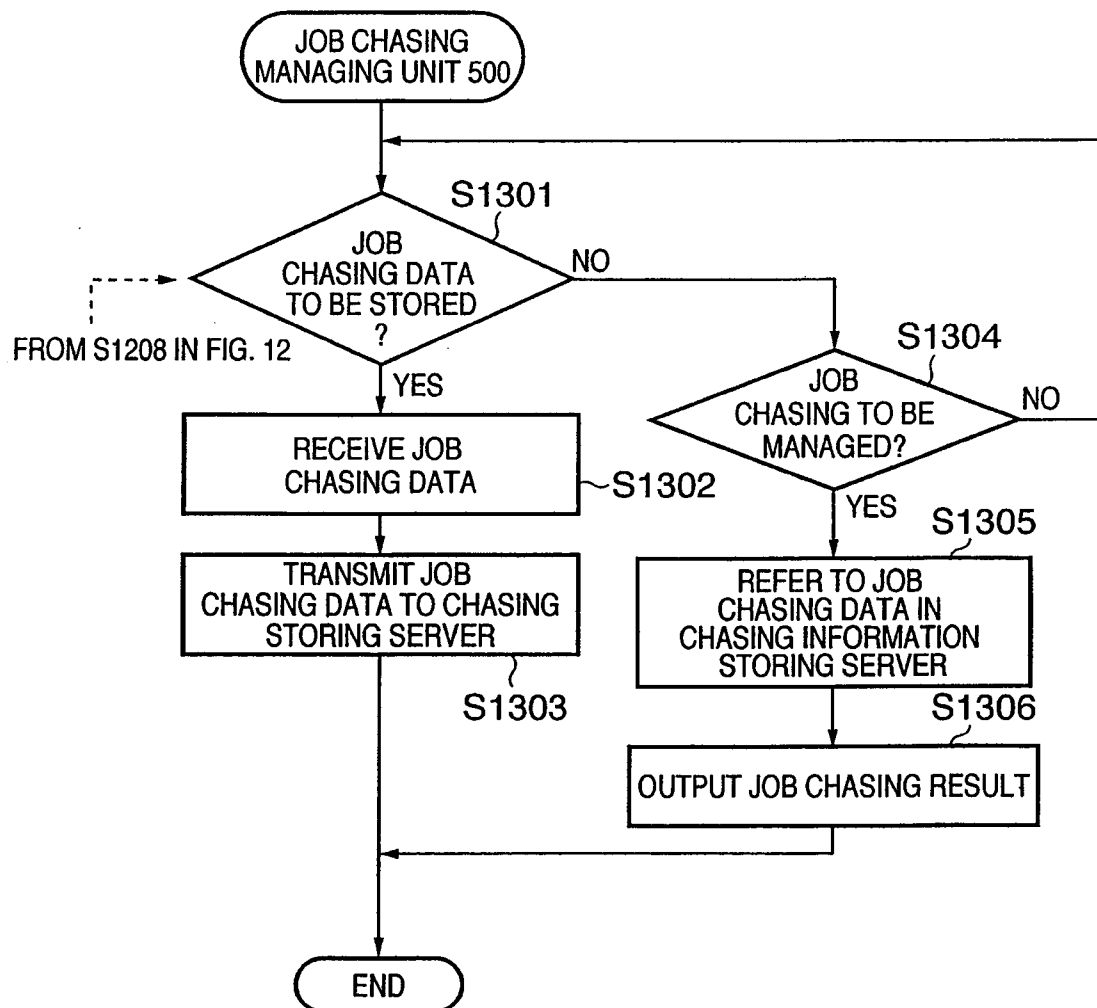 JOB CHASING
MANAGING UNIT 500
S1301
JOB
CHASING DATA
TO BE STORED
?
NO
FROM S1208 IN FIG. 12
YES
S1304
JOB
CHASING TO BE
MANAGED?
NO
YES
RECEIVE JOB
CHASING DATA
S1302
TRANSMIT JOB
CHASING DATA TO CHASING
STORING SERVER
S1303
S1305
REFER TO JOB
CHASING DATA IN
CHASING INFORMATION
STORING SERVER
S1306
OUTPUT JOB CHASING RESULT
END